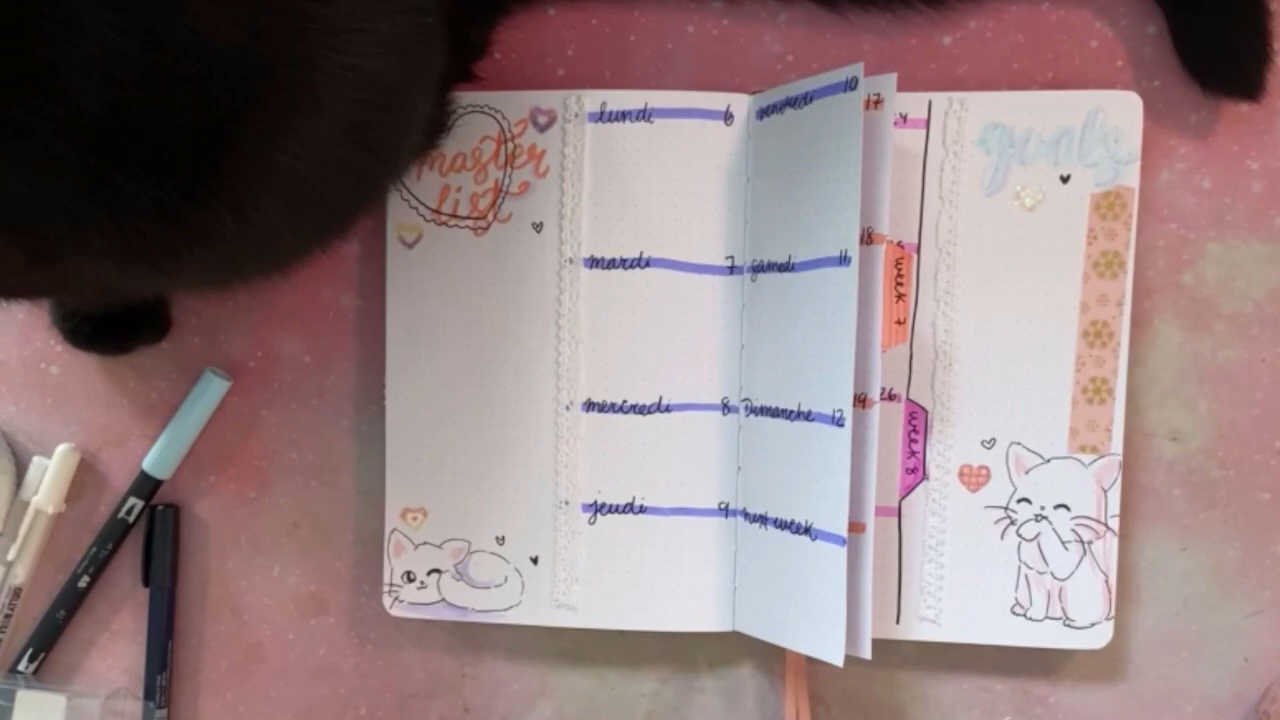 master
list
lundi 6
mardi 7
mercredi 8
jeudi 9
vendredi 10
samedi 11
Dimanche 12
next week
17
18
19
26
week 7
week 8
goals